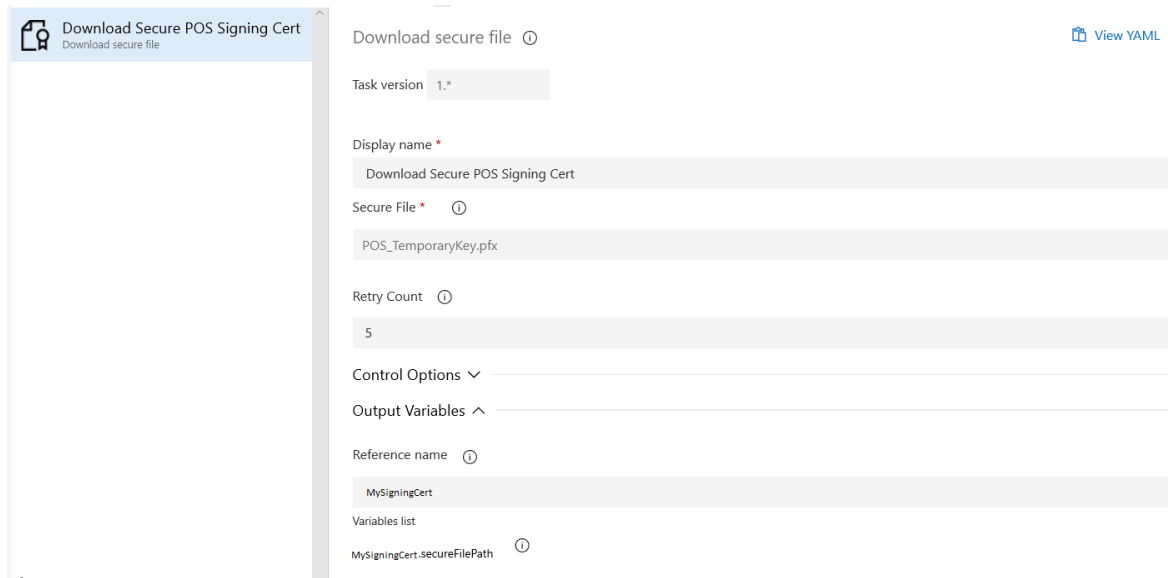 Download Secure POS Signing Cert
Download secure file
Download secure file
View YAML
Task version 1.*
Display name *
Download Secure POS Signing Cert
Secure File *
POS_TemporaryKey.pfx
Retry Count
5
Control Options
Output Variables
Reference name
MySigningCert
Variables list
MySigningCert.secureFilePath